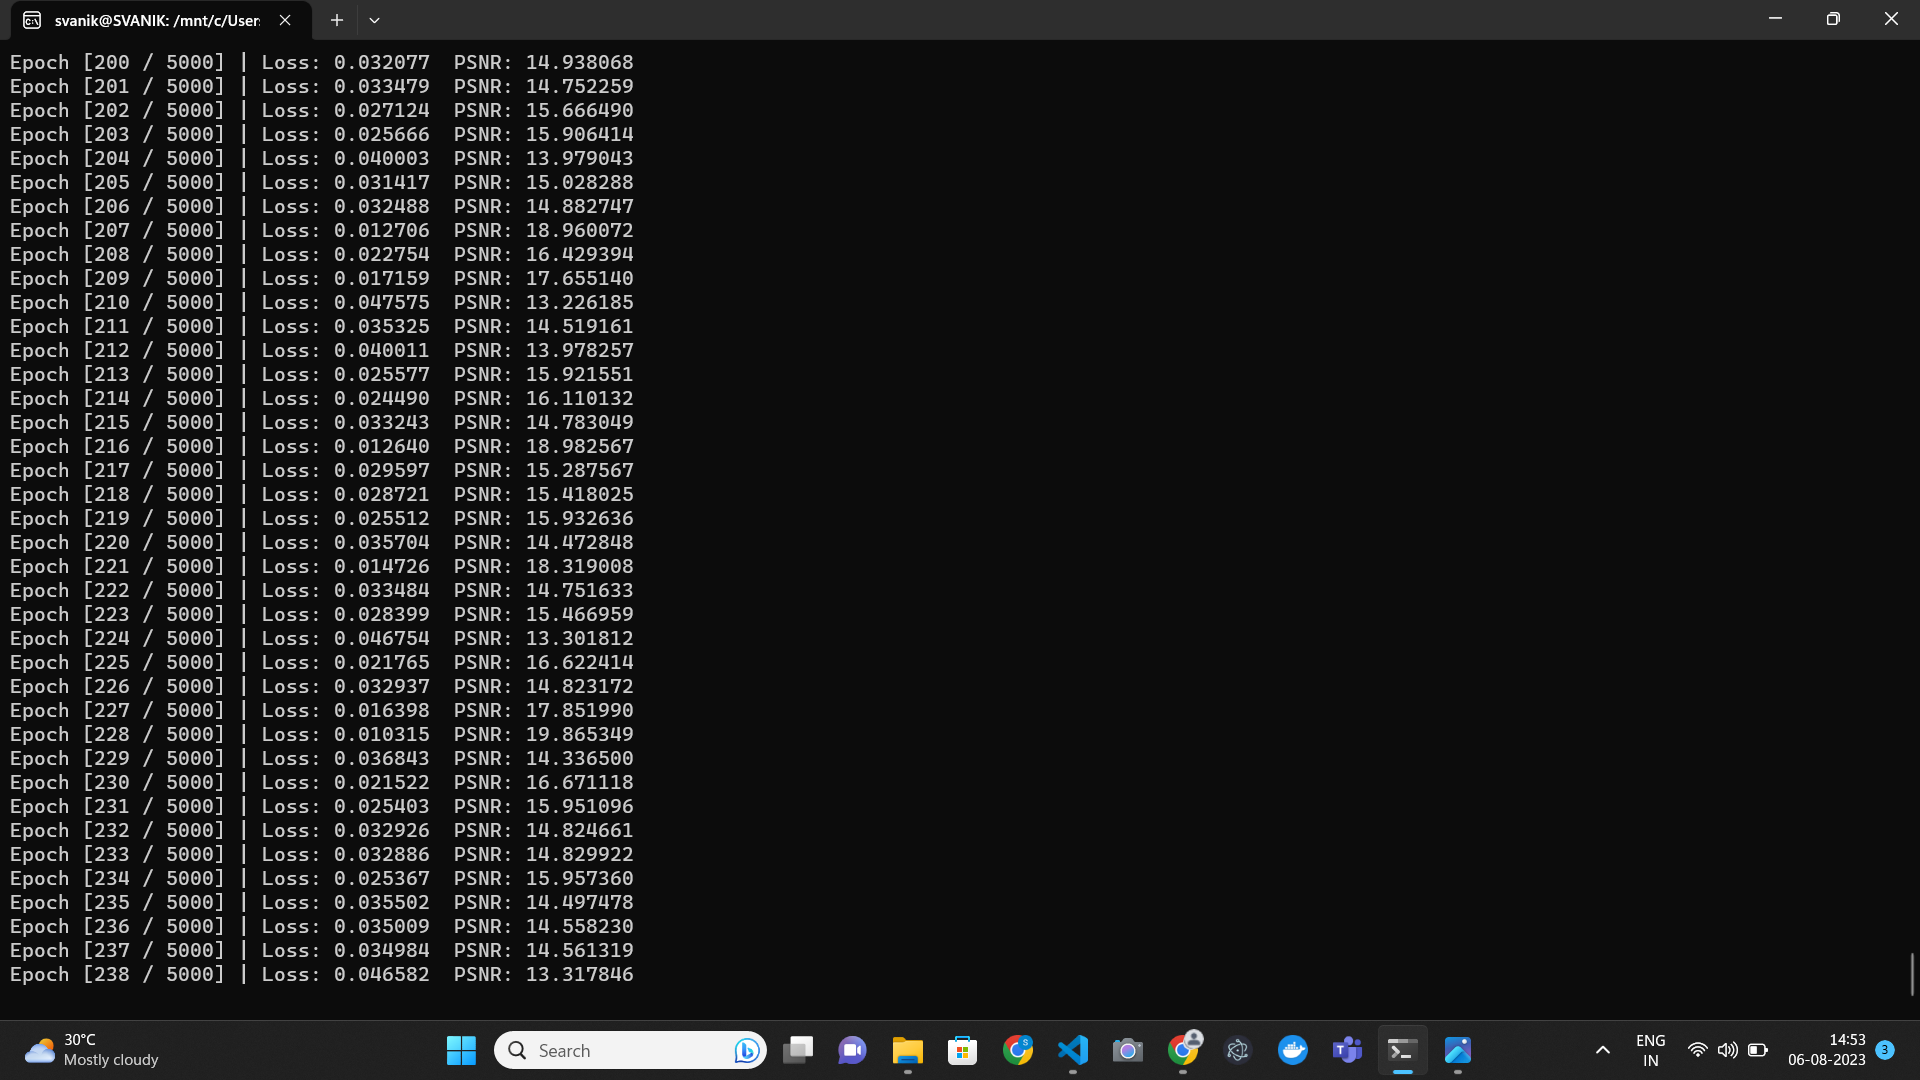 svanik@SVANIK: /mnt/c/User:
Epoch [200 / 5000] | Loss: 0.032077  PSNR: 14.938068
Epoch [201 / 5000] | Loss: 0.033479  PSNR: 14.752259
Epoch [202 / 5000] | Loss: 0.027124  PSNR: 15.666490
Epoch [203 / 5000] | Loss: 0.025666  PSNR: 15.906414
Epoch [204 / 5000] | Loss: 0.040003  PSNR: 13.979043
Epoch [205 / 5000] | Loss: 0.031417  PSNR: 15.028288
Epoch [206 / 5000] | Loss: 0.032488  PSNR: 14.882747
Epoch [207 / 5000] | Loss: 0.012706  PSNR: 18.960072
Epoch [208 / 5000] | Loss: 0.022754  PSNR: 16.429394
Epoch [209 / 5000] | Loss: 0.017159  PSNR: 17.655140
Epoch [210 / 5000] | Loss: 0.047575  PSNR: 13.226185
Epoch [211 / 5000] | Loss: 0.035325  PSNR: 14.519161
Epoch [212 / 5000] | Loss: 0.040011  PSNR: 13.978257
Epoch [213 / 5000] | Loss: 0.025577  PSNR: 15.921551
Epoch [214 / 5000] | Loss: 0.024490  PSNR: 16.110132
Epoch [215 / 5000] | Loss: 0.033243  PSNR: 14.783049
Epoch [216 / 5000] | Loss: 0.012640  PSNR: 18.982567
Epoch [217 / 5000] | Loss: 0.029597  PSNR: 15.287567
Epoch [218 / 5000] | Loss: 0.028721  PSNR: 15.418025
Epoch [219 / 5000] | Loss: 0.025512  PSNR: 15.932636
Epoch [220 / 5000] | Loss: 0.035704  PSNR: 14.472848
Epoch [221 / 5000] | Loss: 0.014726  PSNR: 18.319008
Epoch [222 / 5000] | Loss: 0.033484  PSNR: 14.751633
Epoch [223 / 5000] | Loss: 0.028399  PSNR: 15.466959
Epoch [224 / 5000] | Loss: 0.046754  PSNR: 13.301812
Epoch [225 / 5000] | Loss: 0.021765  PSNR: 16.622414
Epoch [226 / 5000] | Loss: 0.032937  PSNR: 14.823172
Epoch [227 / 5000] | Loss: 0.016398  PSNR: 17.851990
Epoch [228 / 5000] | Loss: 0.010315  PSNR: 19.865349
Epoch [229 / 5000] | Loss: 0.036843  PSNR: 14.336500
Epoch [230 / 5000] | Loss: 0.021522  PSNR: 16.671118
Epoch [231 / 5000] | Loss: 0.025403  PSNR: 15.951096
Epoch [232 / 5000] | Loss: 0.032926  PSNR: 14.824661
Epoch [233 / 5000] | Loss: 0.032886  PSNR: 14.829922
Epoch [234 / 5000] | Loss: 0.025367  PSNR: 15.957360
Epoch [235 / 5000] | Loss: 0.035502  PSNR: 14.497478
Epoch [236 / 5000] | Loss: 0.035009  PSNR: 14.558230
Epoch [237 / 5000] | Loss: 0.034984  PSNR: 14.561319
Epoch [238 / 5000] | Loss: 0.046582  PSNR: 13.317846
30°C
Mostly cloudy
Search
ENG
IN
14:53
06-08-2023
3